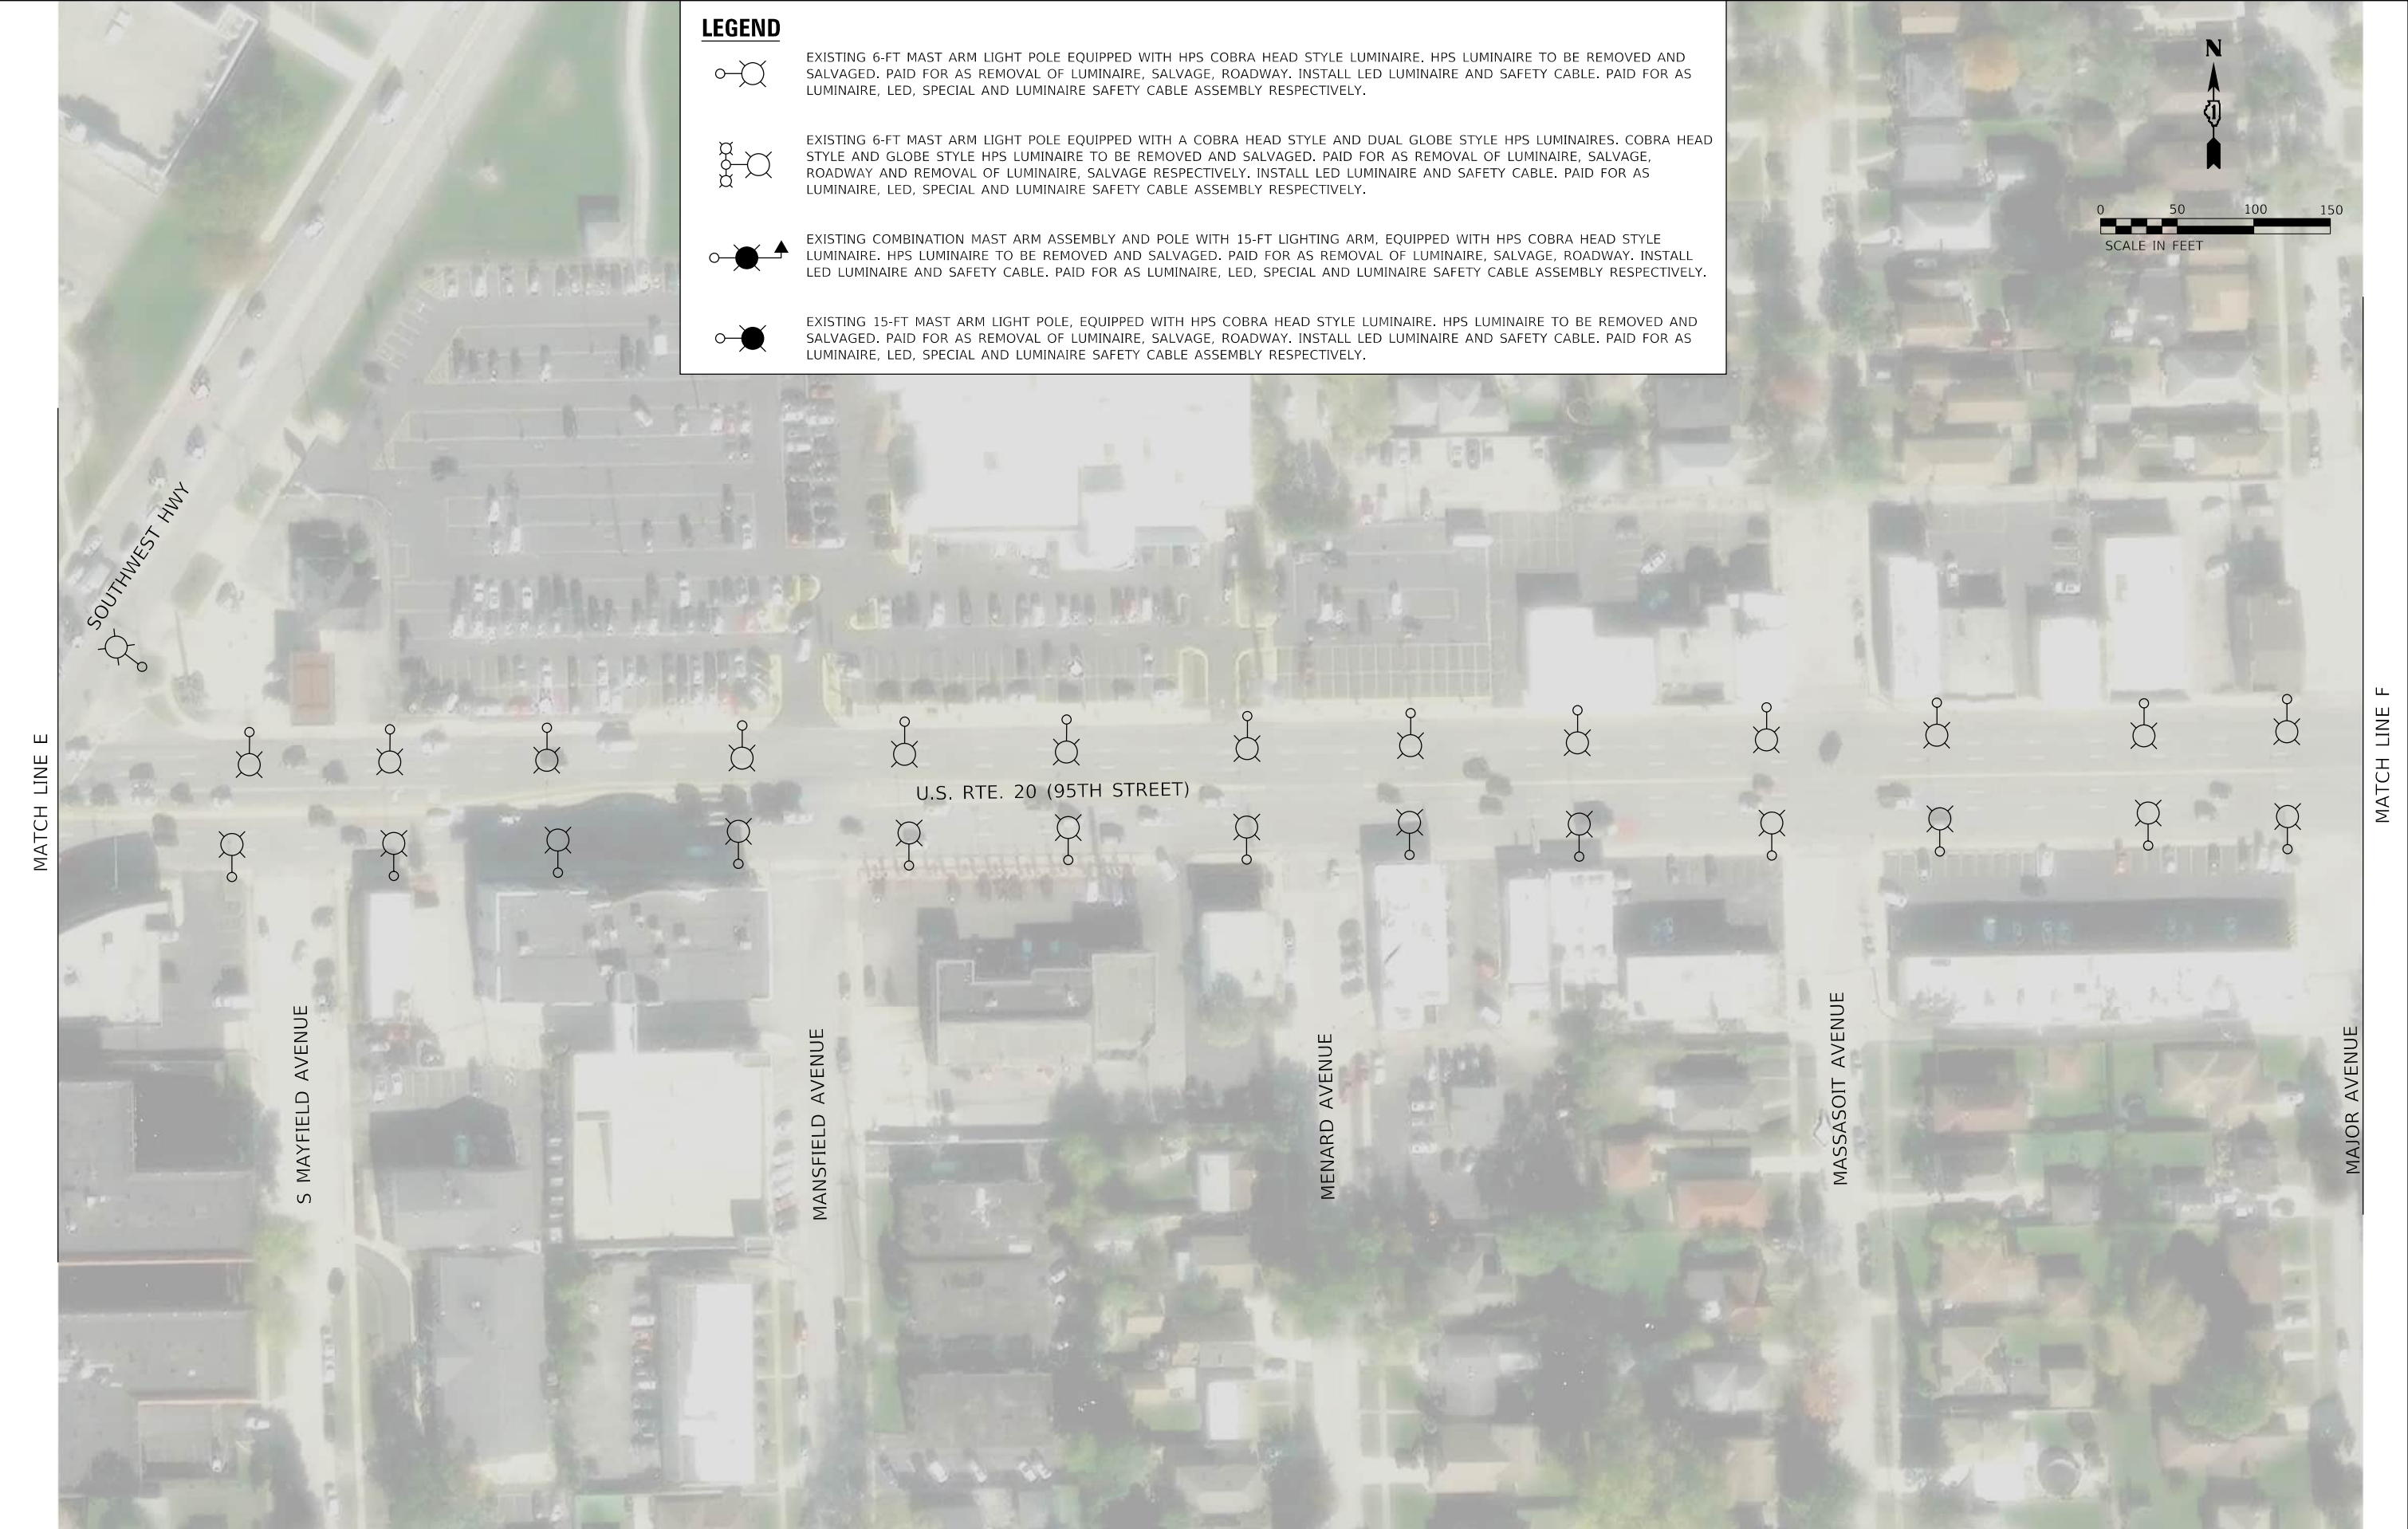 LEGEND
EXISTING 6-FT MAST ARM LIGHT POLE EQUIPPED WITH HPS COBRA HEAD STYLE LUMINAIRE. HPS LUMINAIRE TO BE REMOVED AND
SALVAGED. PAID FOR AS REMOVAL OF LUMINAIRE, SALVAGE, ROADWAY. INSTALL LED LUMINAIRE AND SAFETY CABLE. PAID FOR AS
LUMINAIRE, LED, SPECIAL AND LUMINAIRE SAFETY CABLE ASSEMBLY RESPECTIVELY.
EXISTING 6-FT MAST ARM LIGHT POLE EQUIPPED WITH A COBRA HEAD STYLE AND DUAL GLOBE STYLE HPS LUMINAIRES. COBRA HEAD
STYLE AND GLOBE STYLE HPS LUMINAIRE TO BE REMOVED AND SALVAGED. PAID FOR AS REMOVAL OF LUMINAIRE, SALVAGE,
ROADWAY AND REMOVAL OF LUMINAIRE, SALVAGE RESPECTIVELY. INSTALL LED LUMINAIRE AND SAFETY CABLE. PAID FOR AS
LUMINAIRE, LED, SPECIAL AND LUMINAIRE SAFETY CABLE ASSEMBLY RESPECTIVELY.
EXISTING COMBINATION MAST ARM ASSEMBLY AND POLE WITH 15-FT LIGHTING ARM, EQUIPPED WITH HPS COBRA HEAD STYLE
LUMINAIRE. HPS LUMINAIRE TO BE REMOVED AND SALVAGED. PAID FOR AS REMOVAL OF LUMINAIRE, SALVAGE, ROADWAY. INSTALL
LED LUMINAIRE AND SAFETY CABLE. PAID FOR AS LUMINAIRE, LED, SPECIAL AND LUMINAIRE SAFETY CABLE ASSEMBLY RESPECTIVELY.
EXISTING 15-FT MAST ARM LIGHT POLE, EQUIPPED WITH HPS COBRA HEAD STYLE LUMINAIRE. HPS LUMINAIRE TO BE REMOVED AND
SALVAGED. PAID FOR AS REMOVAL OF LUMINAIRE, SALVAGE, ROADWAY. INSTALL LED LUMINAIRE AND SAFETY CABLE. PAID FOR AS
LUMINAIRE, LED, SPECIAL AND LUMINAIRE SAFETY CABLE ASSEMBLY RESPECTIVELY.
N
1
0 50 100 150
SCALE IN FEET
SOUTHWEST HWY
MATCH LINE E
U.S. RTE. 20 (95TH STREET)
MATCH LINE F
S MAYFIELD AVENUE
MANSFIELD AVENUE
MENARD AVENUE
MASSASOIT AVENUE
MAJOR AVENUE